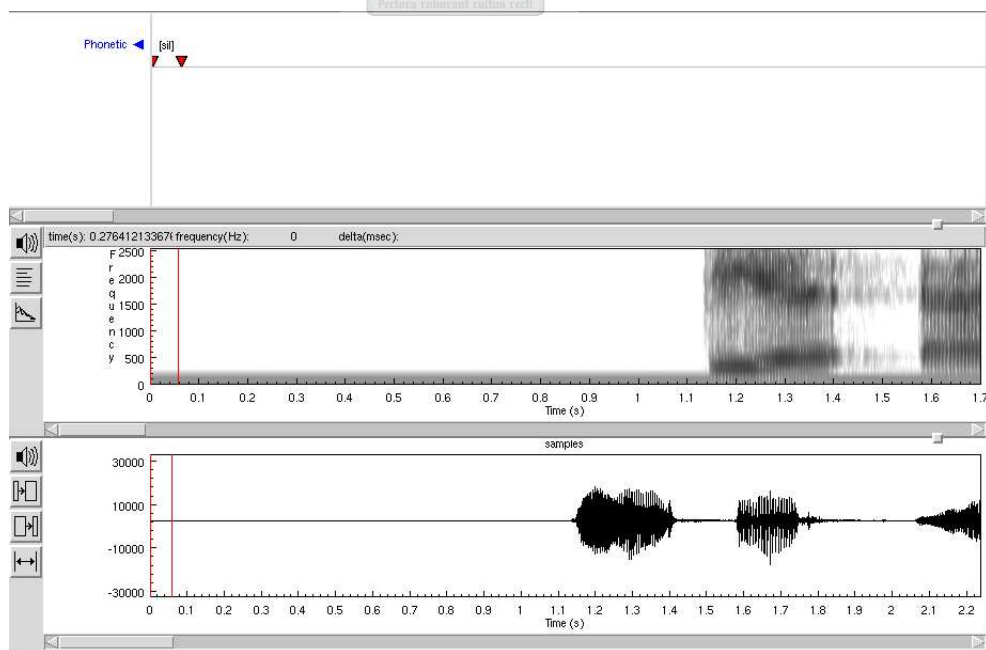 Pectora roborant cultus recti
Phonetic
[sil]
time(s): 0.27641213367 frequency(Hz): 0 delta(msec):
Frequency
2500
2000
1500
1000
500
0
0 0.1 0.2 0.3 0.4 0.5 0.6 0.7 0.8 0.9 1 1.1 1.2 1.3 1.4 1.5 1.6 1.7
Time (s)
samples
30000
10000
-10000
-30000
0 0.1 0.2 0.3 0.4 0.5 0.6 0.7 0.8 0.9 1 1.1 1.2 1.3 1.4 1.5 1.6 1.7 1.8 1.9 2 2.1 2.2
Time (s)